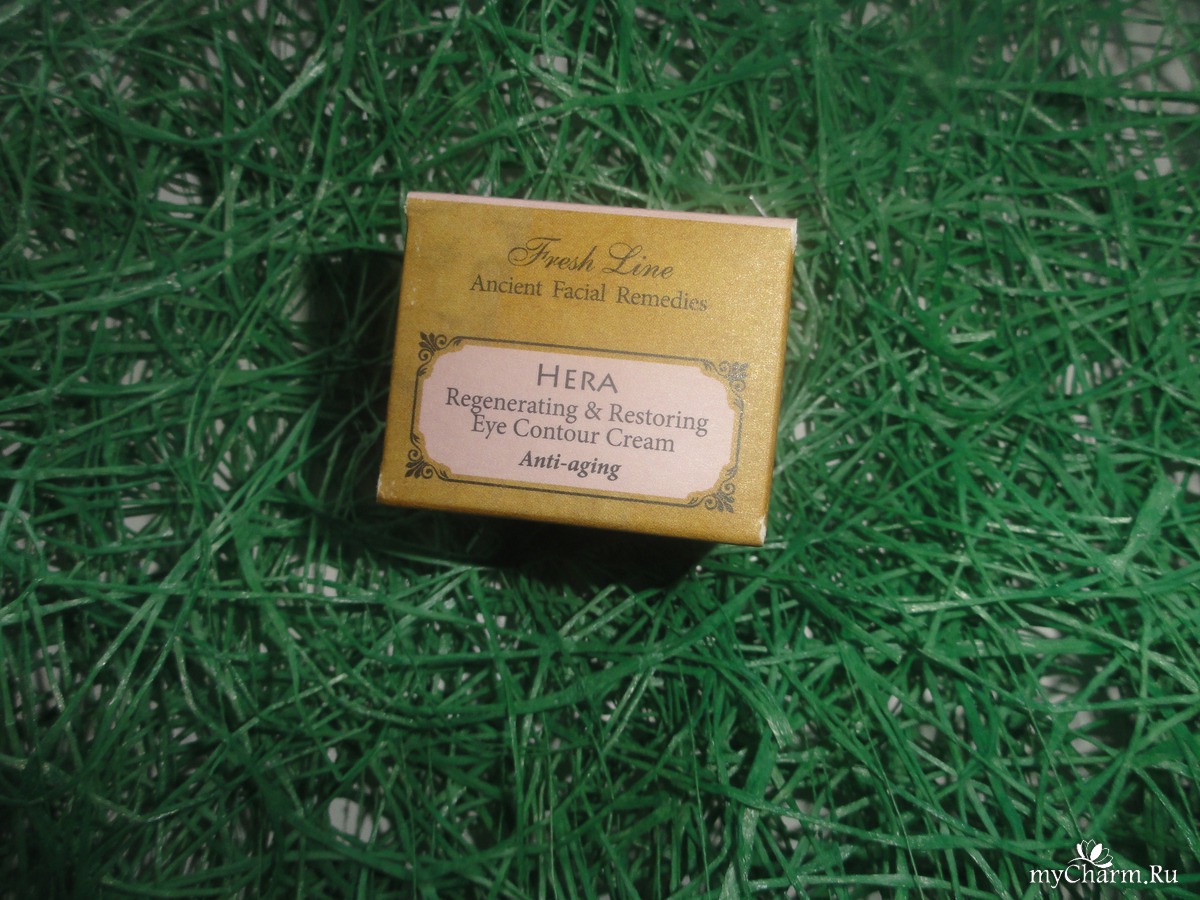 Fresh Line
Ancient Facial Remedies
HERA
Regenerating & Restoring
Eye Contour Cream
Anti-aging
myCharm.Ru